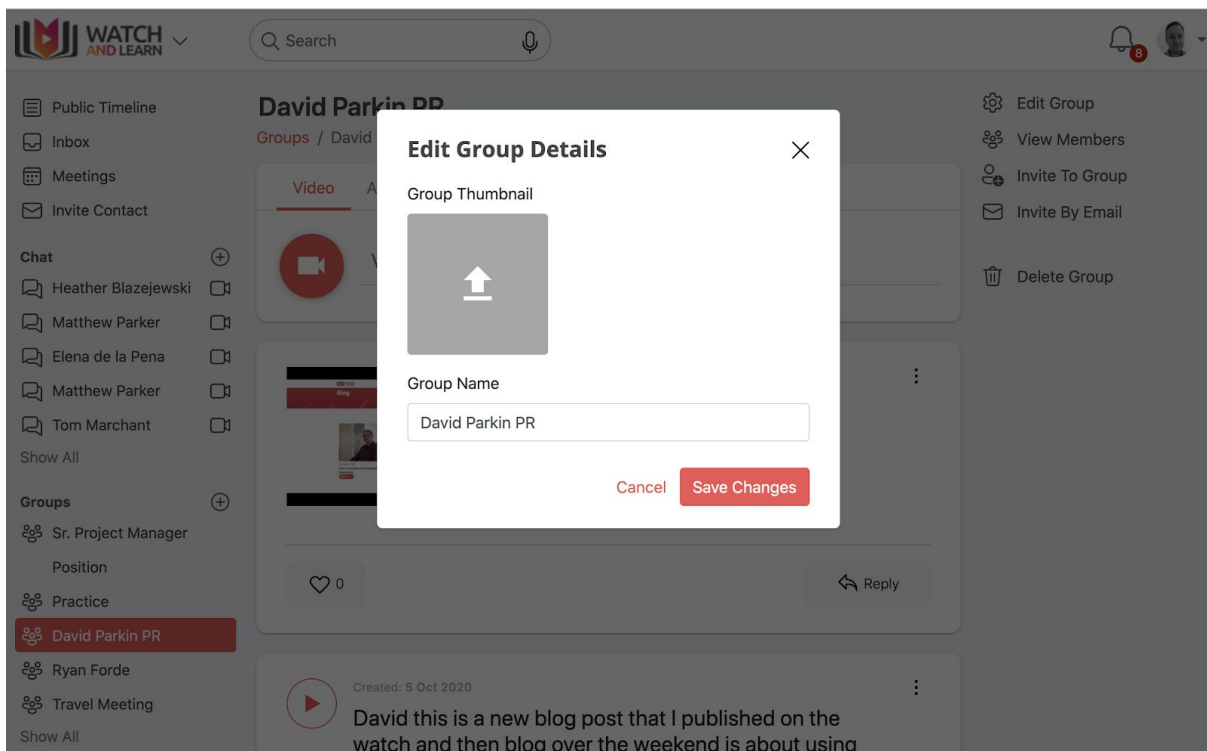 WATCH
AND LEARN
Search
8
Public Timeline
Inbox
Meetings
Invite Contact
Chat
Heather Blazejewski
Matthew Parker
Elena de la Pena
Matthew Parker
Tom Marchant
Show All
Groups
Sr. Project Manager
Position
Practice
David Parkin PR
Ryan Forde
Travel Meeting
Show All
David Parkin PR
Groups / David
Video
Edit Group Details
Group Thumbnail
Group Name
David Parkin PR
Cancel
Save Changes
Blog
0
Reply
Created: 5 Oct 2020
David this is a new blog post that I published on the
watch and then blog over the weekend is about using
Edit Group
View Members
Invite To Group
Invite By Email
Delete Group